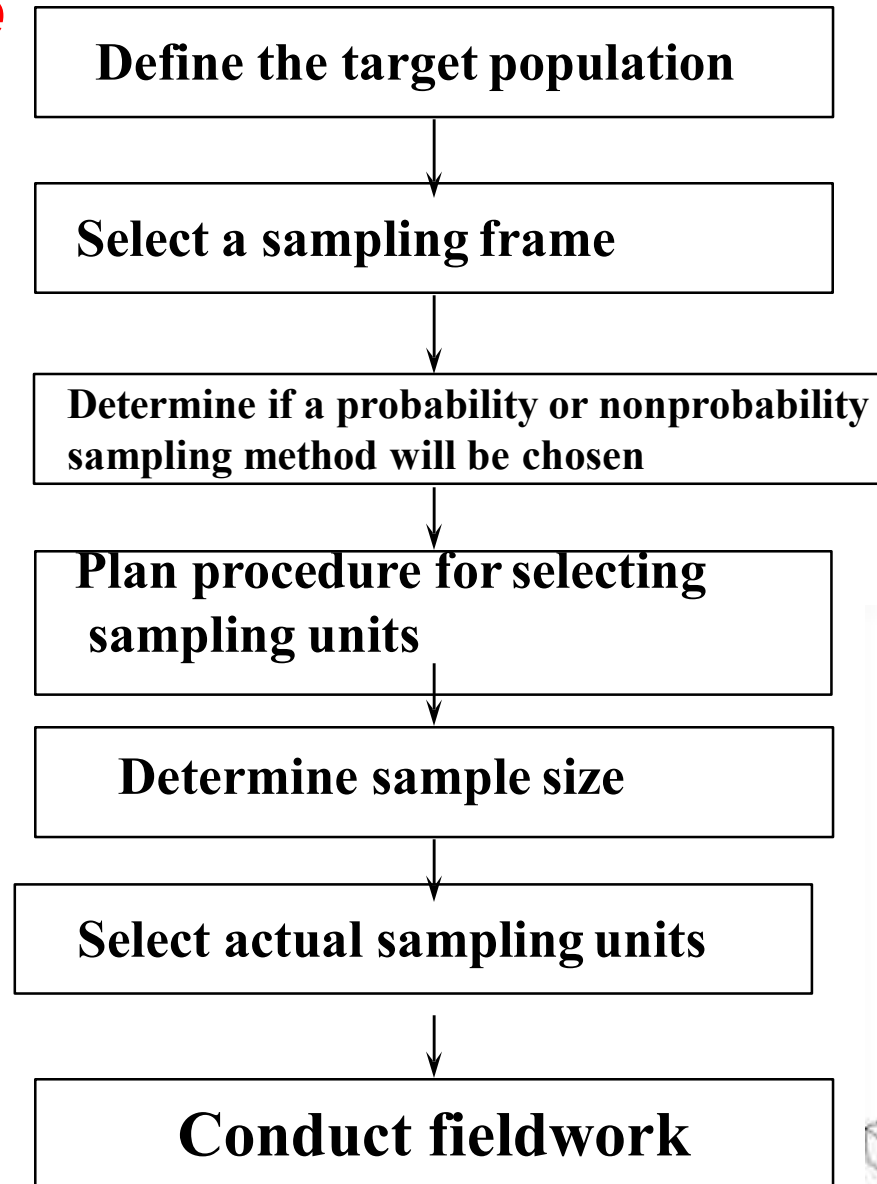 Define the target population
Select a sampling frame
Determine if a probability or nonprobability
sampling method will be chosen
Plan procedure for selecting
sampling units
Determine sample size
Select actual sampling units
Conduct fieldwork